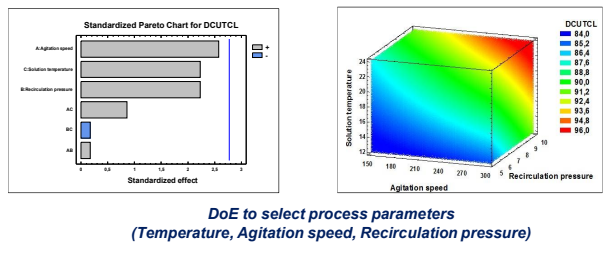 Standardized Pareto Chart for DCUTCL
A:Agitation speed
C:Solution temperature
B:Recirculation pressure
AC
BC
AB
+
-
0 0,5 1 1,5 2 2,5 3
Standardized effect
DCUTCL
84,0
85,2
86,4
87,6
88,8
90,0
91,2
92,4
93,6
94,8
96,0
Solution temperature
24
22
20
18
16
14
12
150 180 210 240 270 300
Agitation speed
5 6 7 8 9 10
Recirculation pressure
DoE to select process parameters
(Temperature, Agitation speed, Recirculation pressure)